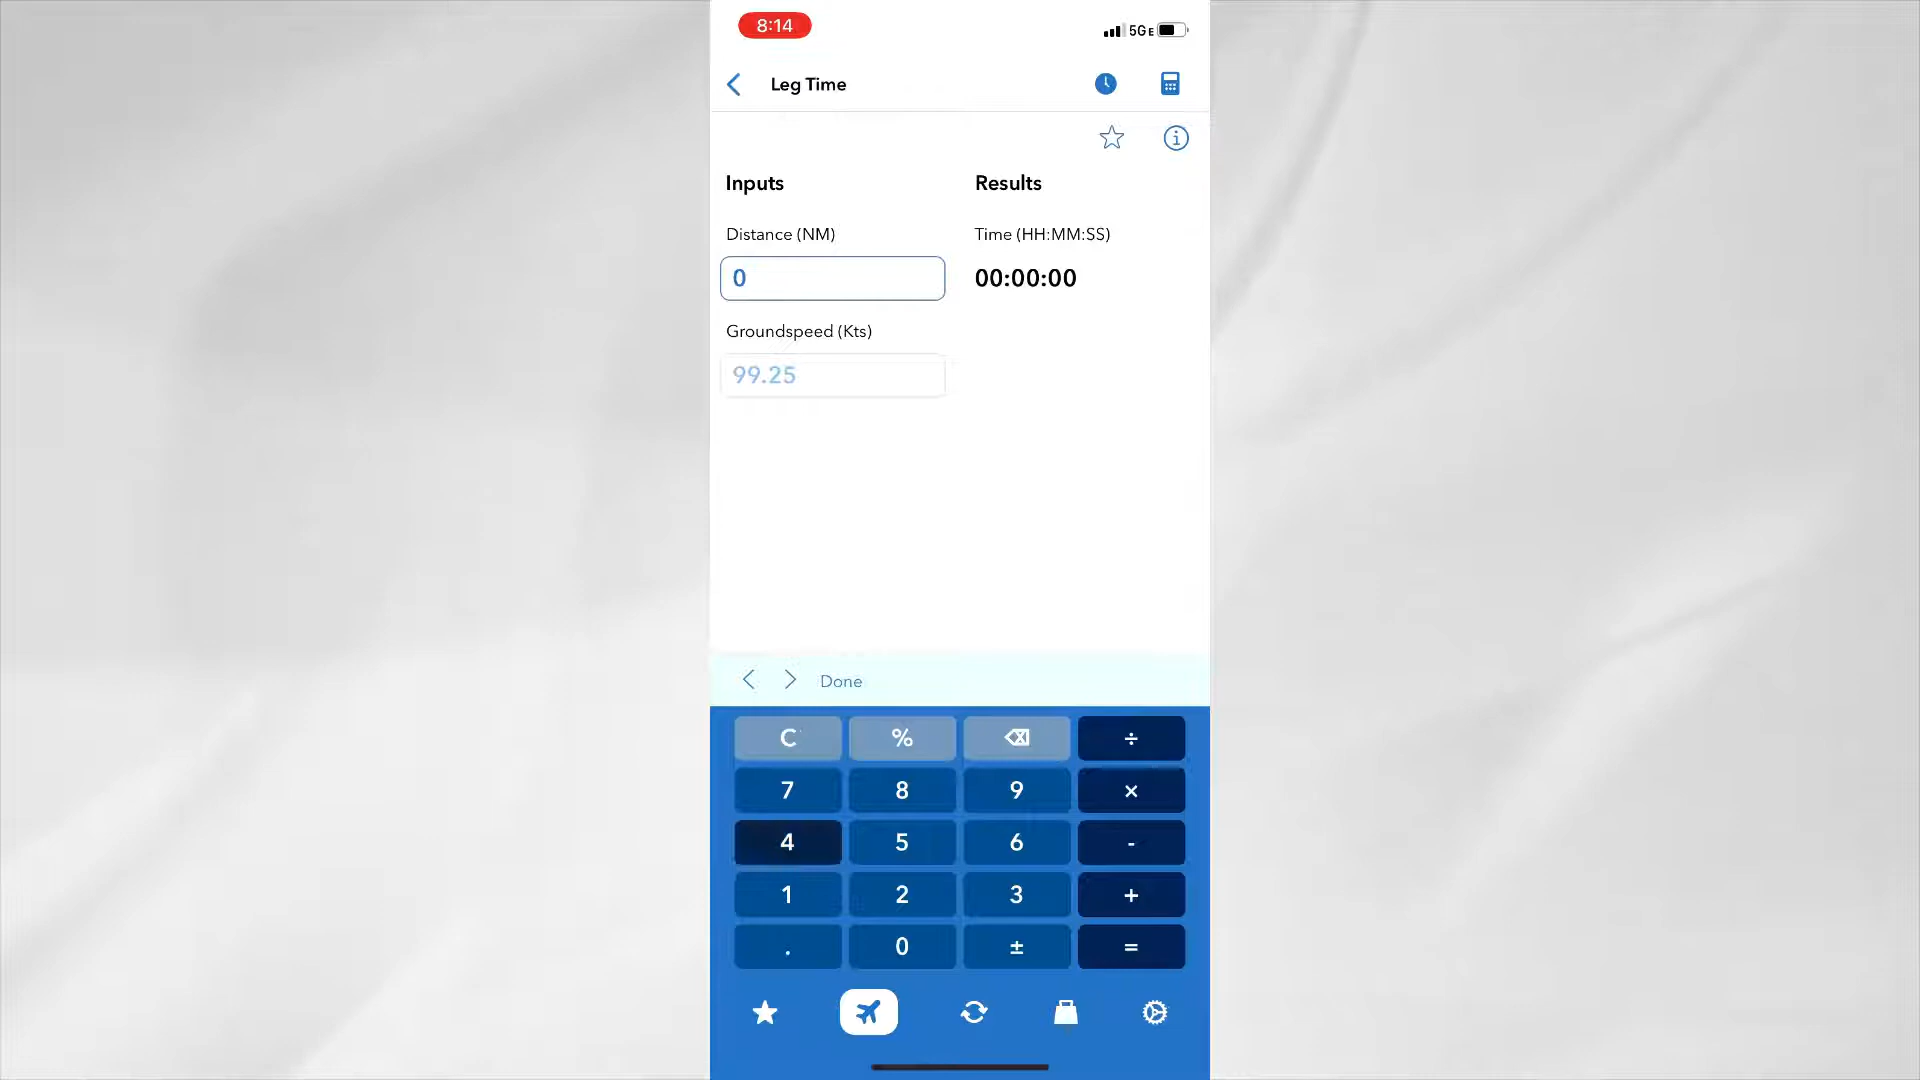 8:14
5GE
Leg Time
Inputs
Results
Distance (NM)
Time (HH:MM:SS)
0
00:00:00
Groundspeed (Kts)
99.25
Done
C % ÷
7 8 9 ×
4 5 6 -
1 2 3 +
. 0 ± =